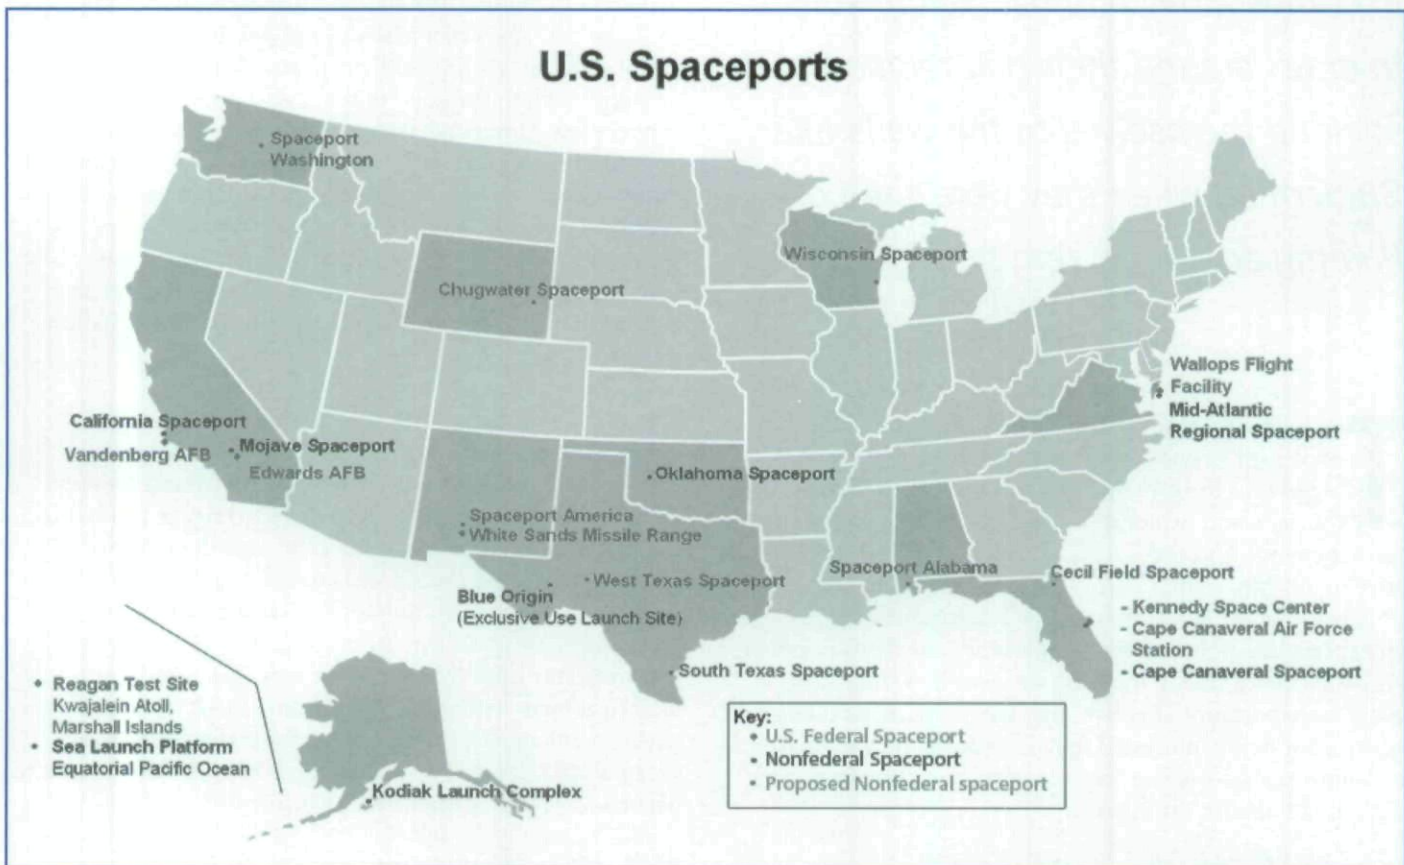 U.S. Spaceports
Spaceport
Washington
Wisconsin Spaceport
Chugwater Spaceport
Wallops Flight
Facility
Mid-Atlantic
Regional Spaceport
California Spaceport
Vandenberg AFB
Mojave Spaceport
Edwards AFB
Oklahoma Spaceport
Spaceport America
White Sands Missile Range
West Texas Spaceport
Blue Origin
(Exclusive Use Launch Site)
Spaceport Alabama
Cecil Field Spaceport
- Kennedy Space Center
- Cape Canaveral Air Force
Station
- Cape Canaveral Spaceport
South Texas Spaceport
• Reagan Test Site
Kwajalein Atoll,
Marshall Islands
• Sea Launch Platform
Equatorial Pacific Ocean
Kodiak Launch Complex
Key:
• U.S. Federal Spaceport
• Nonfederal Spaceport
• Proposed Nonfederal spaceport